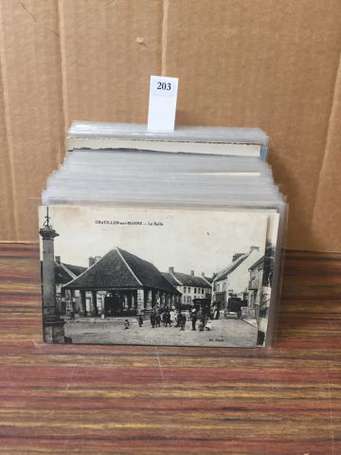 203
CHATILLON-sur-MARNE — La Halle